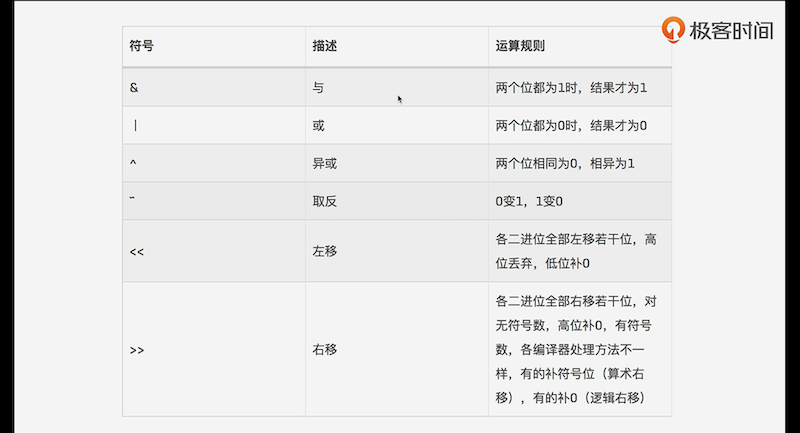 极客时间
符号 描述 运算规则
& 与 两个位都为1时，结果才为1
| 或 两个位都为0时，结果才为0
^ 异或 两个位相同为0，相异为1
~ 取反 0变1，1变0
<< 左移 各二进位全部左移若干位，高
位丢弃，低位补0
>> 右移 各二进位全部右移若干位，对
无符号数，高位补0，有符号
数，各编译器处理方法不一
样，有的补符号位（算术右
移），有的补0（逻辑右移）